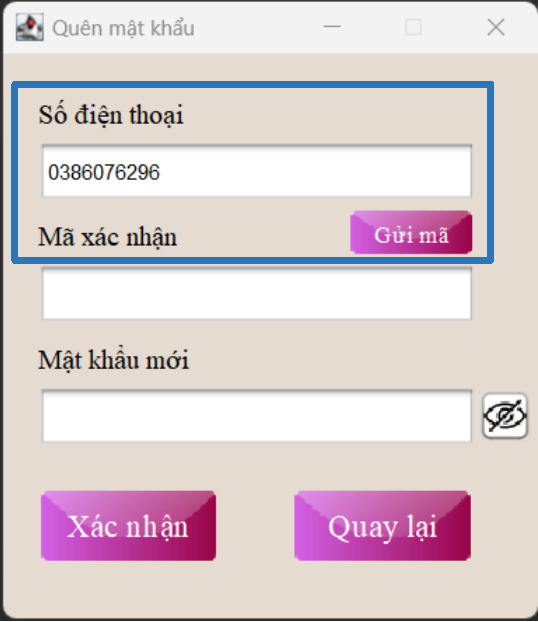 Quên mật khẩu
Số điện thoại
0386076296
Mã xác nhận
Gửi mã
Mật khẩu mới
Xác nhận
Quay lại